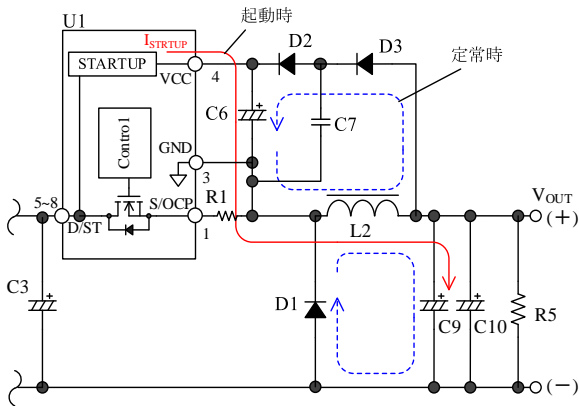 U1
起動時
ISTRTUP
STARTUP
VCC
4
D2
D3
定常時
C6
C7
Control
GND
3
5~8
D/ST
S/OCP
1
R1
L2
VOUT
(+)
C3
D1
C9
C10
R5
(-)
+
+
+
+